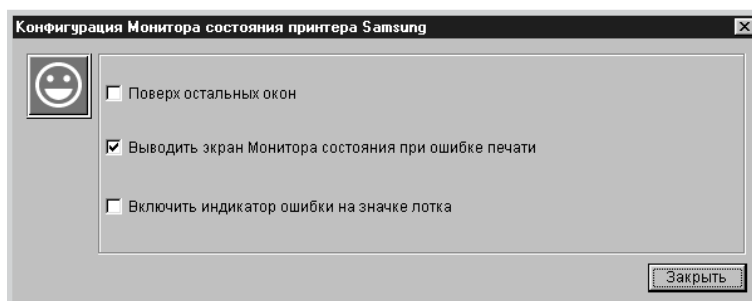 Конфигурация Монитора состояния принтера Samsung
Поверх остальных окон
Выводить экран Монитора состояния при ошибке печати
Включить индикатор ошибки на значке лотка
Закрыть